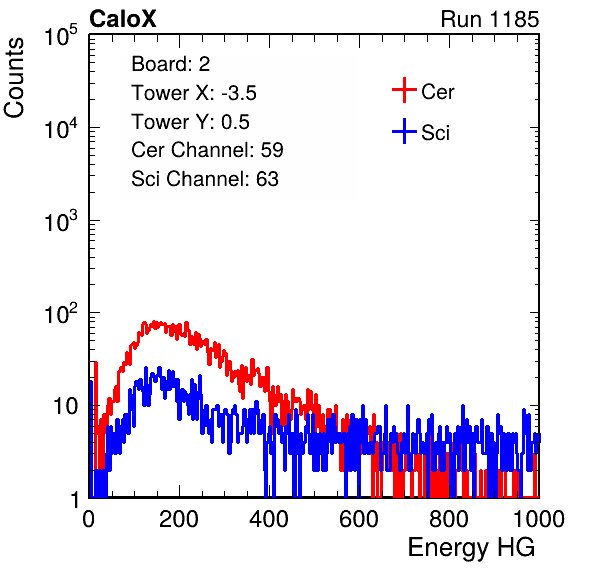 CaloX Run 1185
Counts
10^5
10^4
10^3
10^2
10
1
Board: 2
Tower X: -3.5
Tower Y: 0.5
Cer Channel: 59
Sci Channel: 63
Cer
Sci
0 200 400 600 800 1000
Energy HG